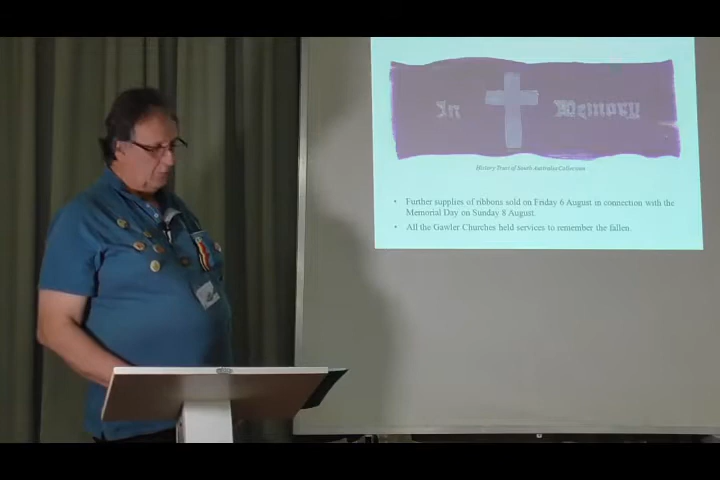 In Memory
History Trust of South Australia Collection
• Further supplies of ribbons sold on Friday 6 August in connection with the
Memorial Day on Sunday 8 August.
• All the Gawler Churches held services to remember the fallen.